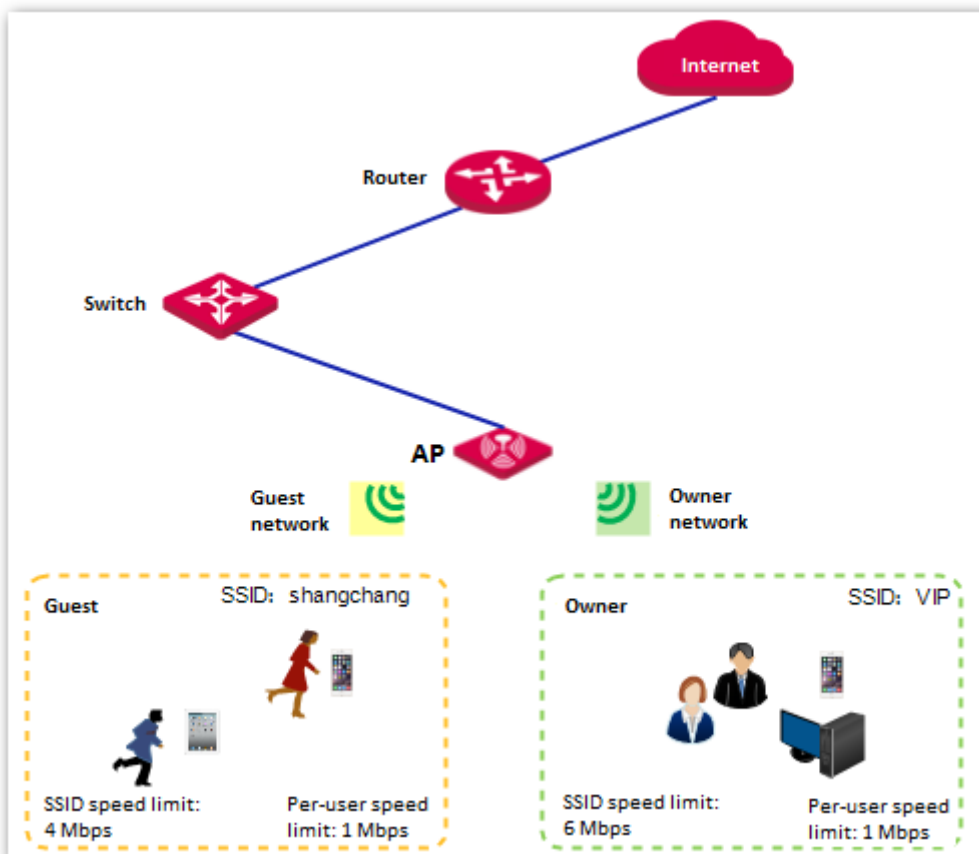 Internet
Router
Switch
AP
Guest
network
Owner
network
Guest
SSID： shangchang
SSID speed limit:
4 Mbps
Per-user speed
limit: 1 Mbps
Owner
SSID： VIP
SSID speed limit:
6 Mbps
Per-user speed
limit: 1 Mbps